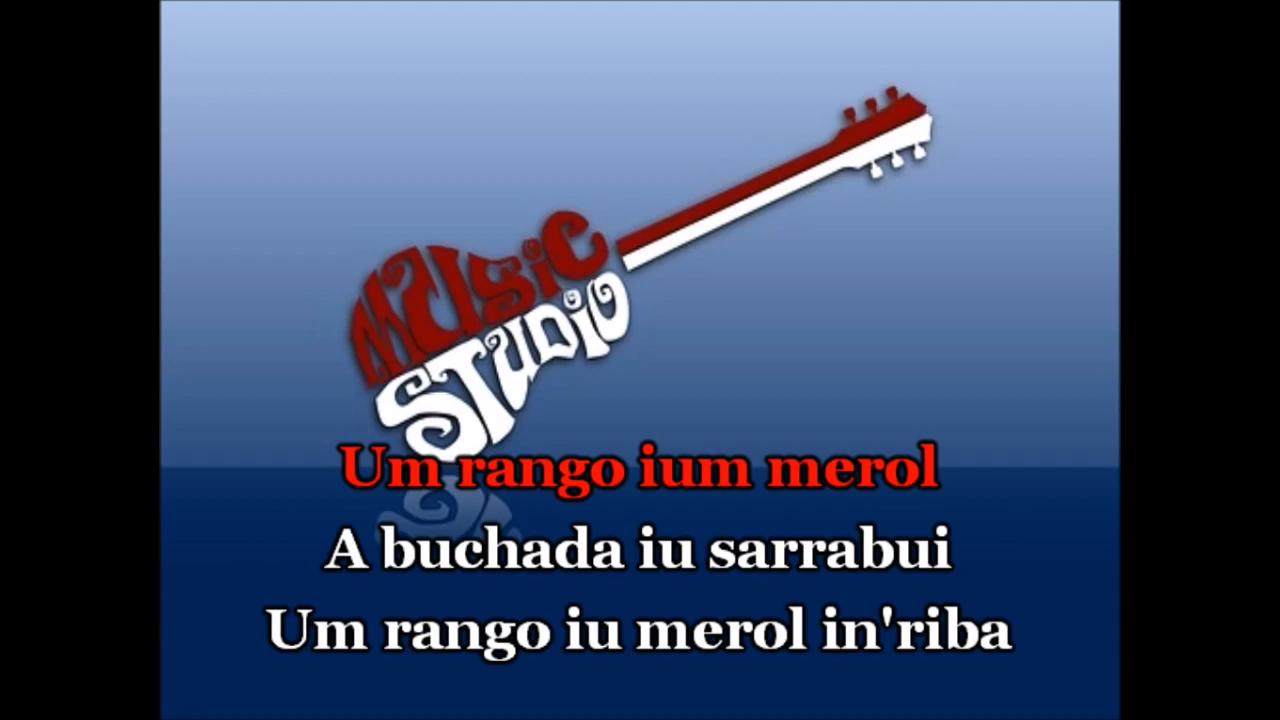 Music
Studio
Um rango ium merol
A buchada iu sarrabui
Um rango iu merol in'riba